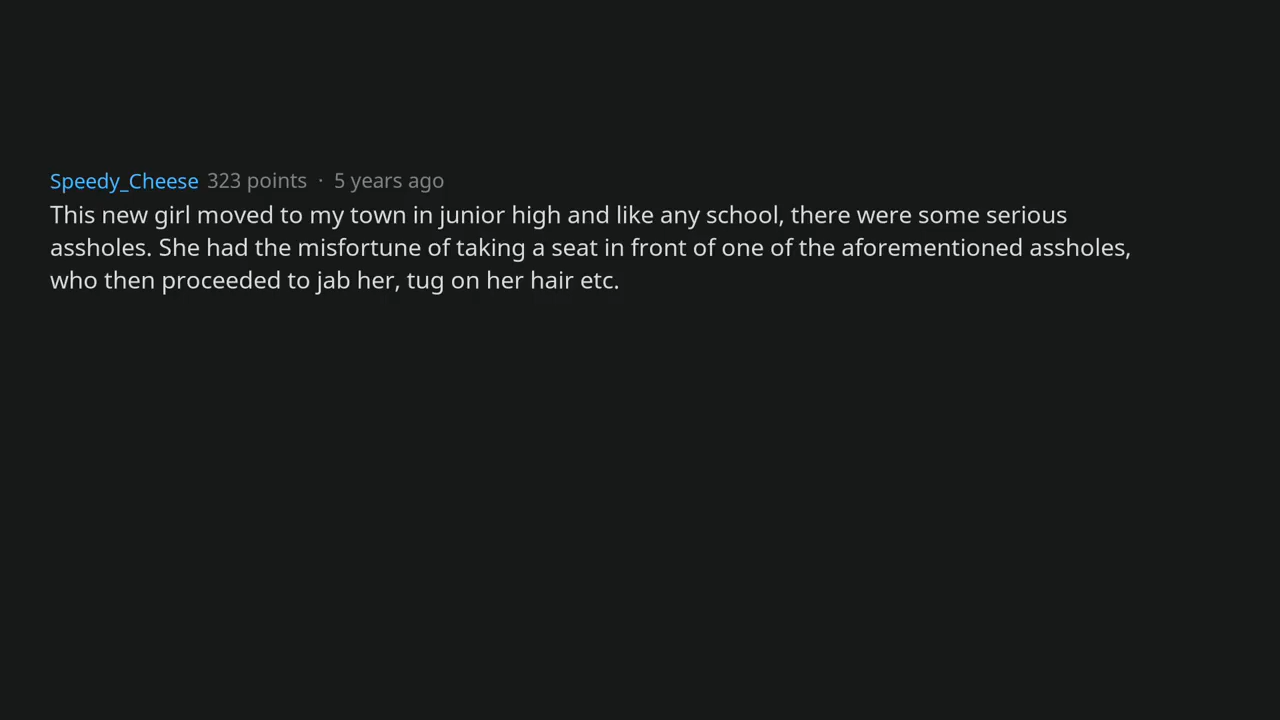 Speedy_Cheese 323 points · 5 years ago
This new girl moved to my town in junior high and like any school, there were some serious
assholes. She had the misfortune of taking a seat in front of one of the aforementioned assholes,
who then proceeded to jab her, tug on her hair etc.